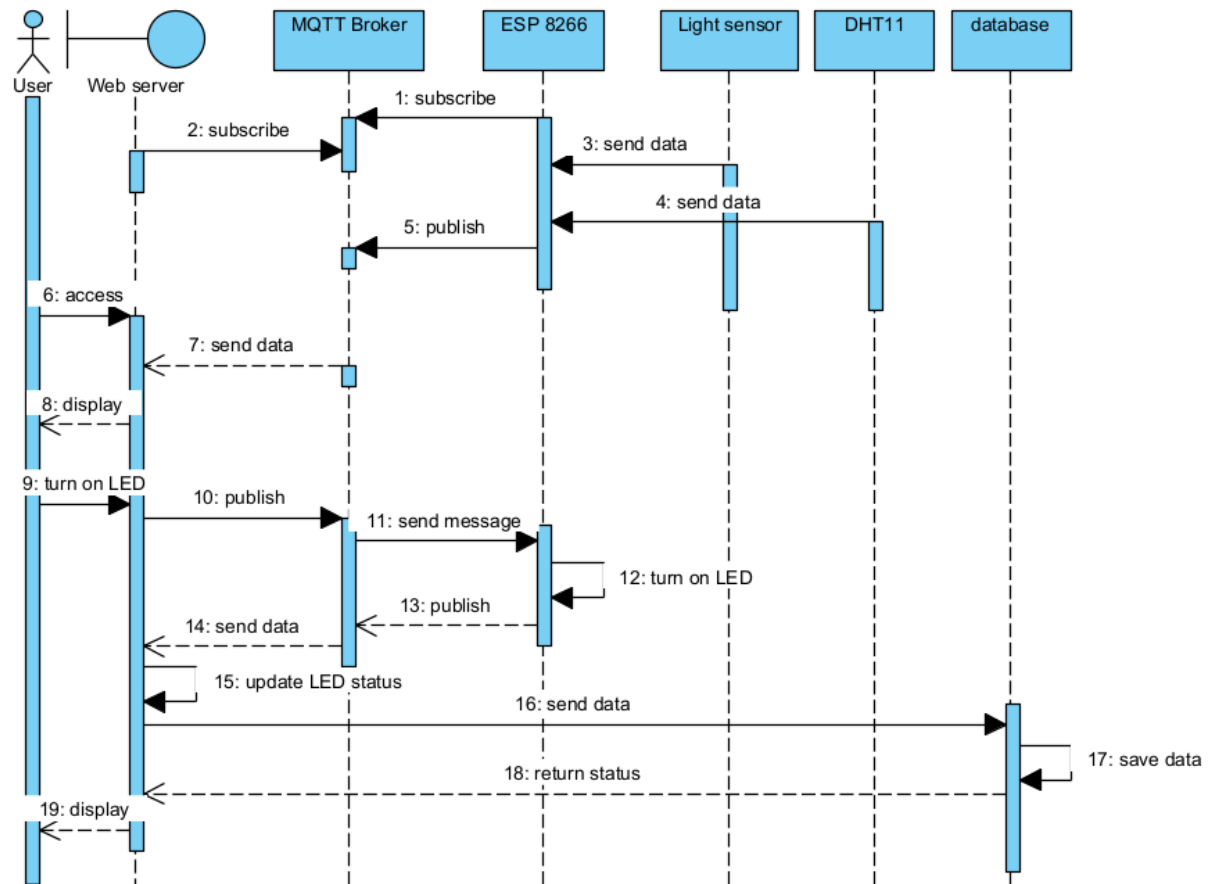 MQTT Broker
ESP 8266
Light sensor
DHT11
database
User
Web server
1: subscribe
2: subscribe
3: send data
4: send data
5: publish
6: access
7: send data
8: display
9: turn on LED
10: publish
11: send message
12: turn on LED
13: publish
14: send data
15: update LED status
16: send data
17: save data
18: return status
19: display